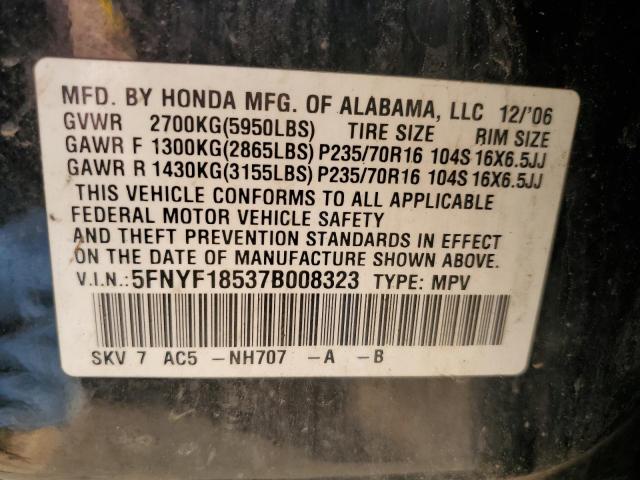 MFD. BY HONDA MFG. OF ALABAMA, LLC 12/'06
GVWR 2700KG(5950LBS) TIRE SIZE RIM SIZE
GAWR F 1300KG(2865LBS) P235/70R16 104S 16X6.5JJ
GAWR R 1430KG(3155LBS) P235/70R16 104S 16X6.5JJ
THIS VEHICLE CONFORMS TO ALL APPLICABLE
FEDERAL MOTOR VEHICLE SAFETY
AND THEFT PREVENTION STANDARDS IN EFFECT
ON THE DATE OF MANUFACTURE SHOWN ABOVE.
V.I.N.: 5FNYF18537B008323 TYPE: MPV
SKV 7 AC5 -NH707 -A -B